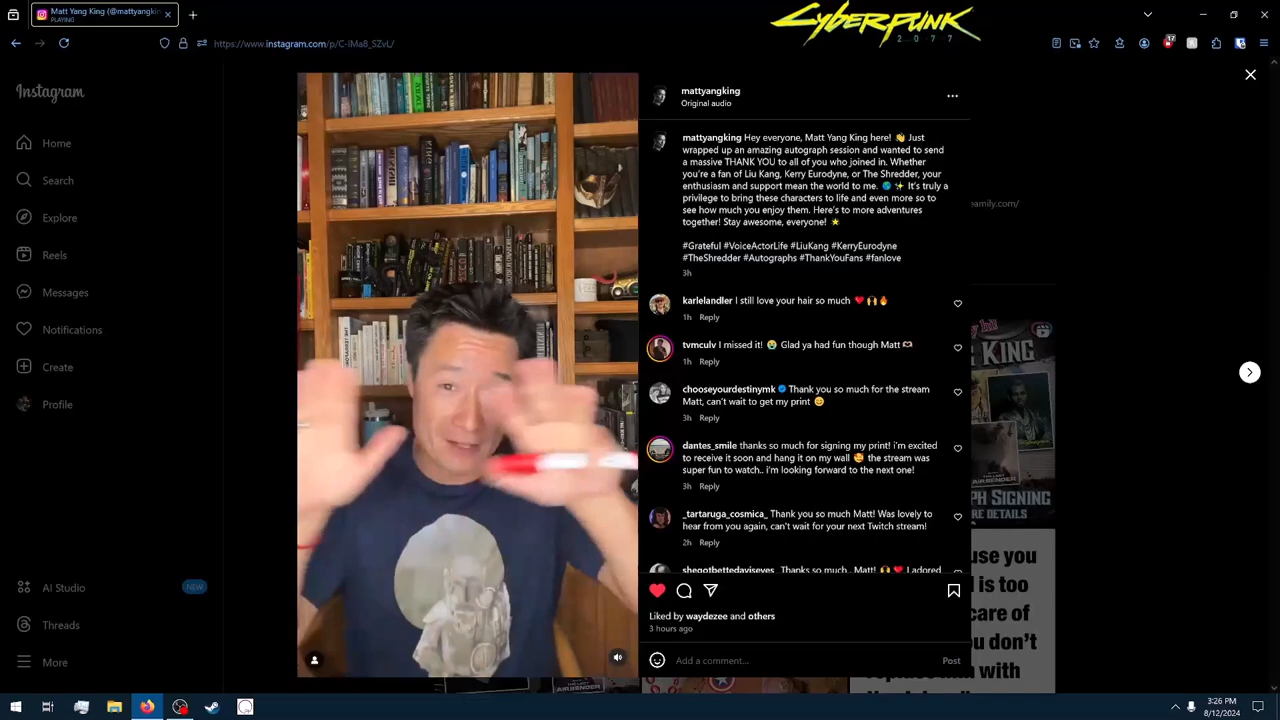 Matt Yang King (@mattyangkin
PLAYING
CYBERPUNK
2077
https://www.instagram.com/p/C-iMa8_SZvL/
17
Instagram
Home
Search
Explore
Reels
Messages
Notifications
Create
Profile
AI Studio
NEW
Threads
More
mattyangking
Original audio
mattyangking Hey everyone, Matt Yang King here! 👋 Just
wrapped up an amazing autograph session and wanted to send
a massive THANK YOU to all of you who joined in. Whether
you're a fan of Liu Kang, Kerry Eurodyne, or The Shredder, your
enthusiasm and support mean the world to me. 🌎 ✨ It's truly a
privilege to bring these characters to life and even more so to
see how much you enjoy them. Here's to more adventures
together! Stay awesome, everyone! ⭐
#Grateful #VoiceActorLife #LiuKang #KerryEurodyne
#TheShredder #Autographs #ThankYouFans #fanlove
3h
karlelandler I still love your hair so much ❤️🙌🔥
1h Reply
tvmculv I missed it! 😭 Glad ya had fun though Matt🫶
1h Reply
chooseyourdestinymk Thank you so much for the stream
Matt, can't wait to get my print 😊
3h Reply
dantes_smile thanks so much for signing my print! i'm excited
to receive it soon and hang it on my wall 🥰 the stream was
super fun to watch.. i'm looking forward to the next one!
3h Reply
_tartaruga_cosmica_ Thank you so much Matt! Was lovely to
hear from you again, can't wait for your next Twitch stream!
2h Reply
shegotbettedaviseyes Thanks so much , Matt! 🙌 ❤️ I adored
Liked by waydezee and others
3 hours ago
Add a comment...
Post
eamily.com/
KING
PH SIGNING
RE DETAILS
use you
l is too
care of
u don't
with
3:26 PM
8/12/2024